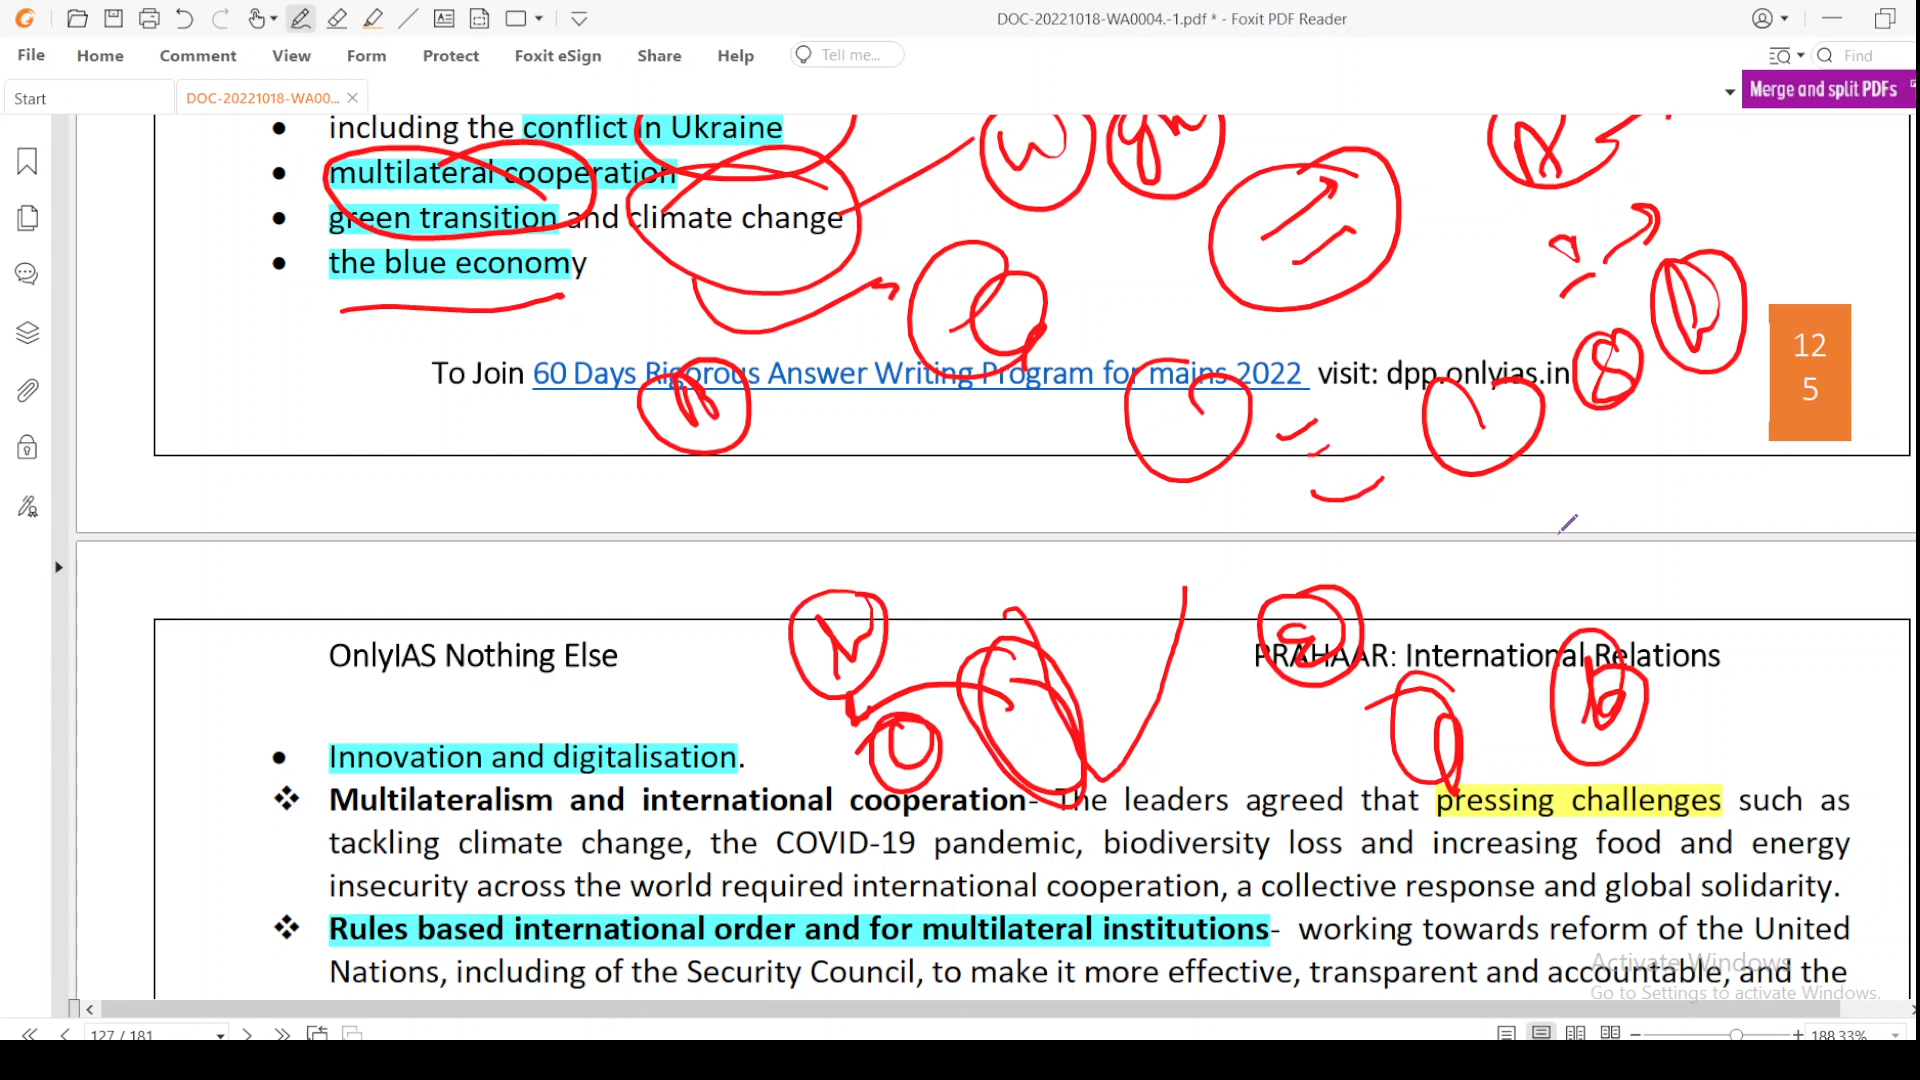 DOC-20221018-WA0004.-1.pdf * - Foxit PDF Reader
File Home Comment View Form Protect Foxit eSign Share Help Tell me... Find
Start DOC-20221018-WA00... Merge and split PDFs
• including the conflict in Ukraine
• multilateral cooperation
• green transition and climate change
• the blue economy
To Join 60 Days Rigorous Answer Writing Program for mains 2022 visit: dpp.onlyias.in
12
5
OnlyIAS Nothing Else PRAHAAR: International Relations
• Innovation and digitalisation.
❖ Multilateralism and international cooperation- The leaders agreed that pressing challenges such as
tackling climate change, the COVID-19 pandemic, biodiversity loss and increasing food and energy
insecurity across the world required international cooperation, a collective response and global solidarity.
❖ Rules based international order and for multilateral institutions- working towards reform of the United
Nations, including of the Security Council, to make it more effective, transparent and accountable, and the
Activate Windows
Go to Settings to activate Windows.
127 / 181 188.33%